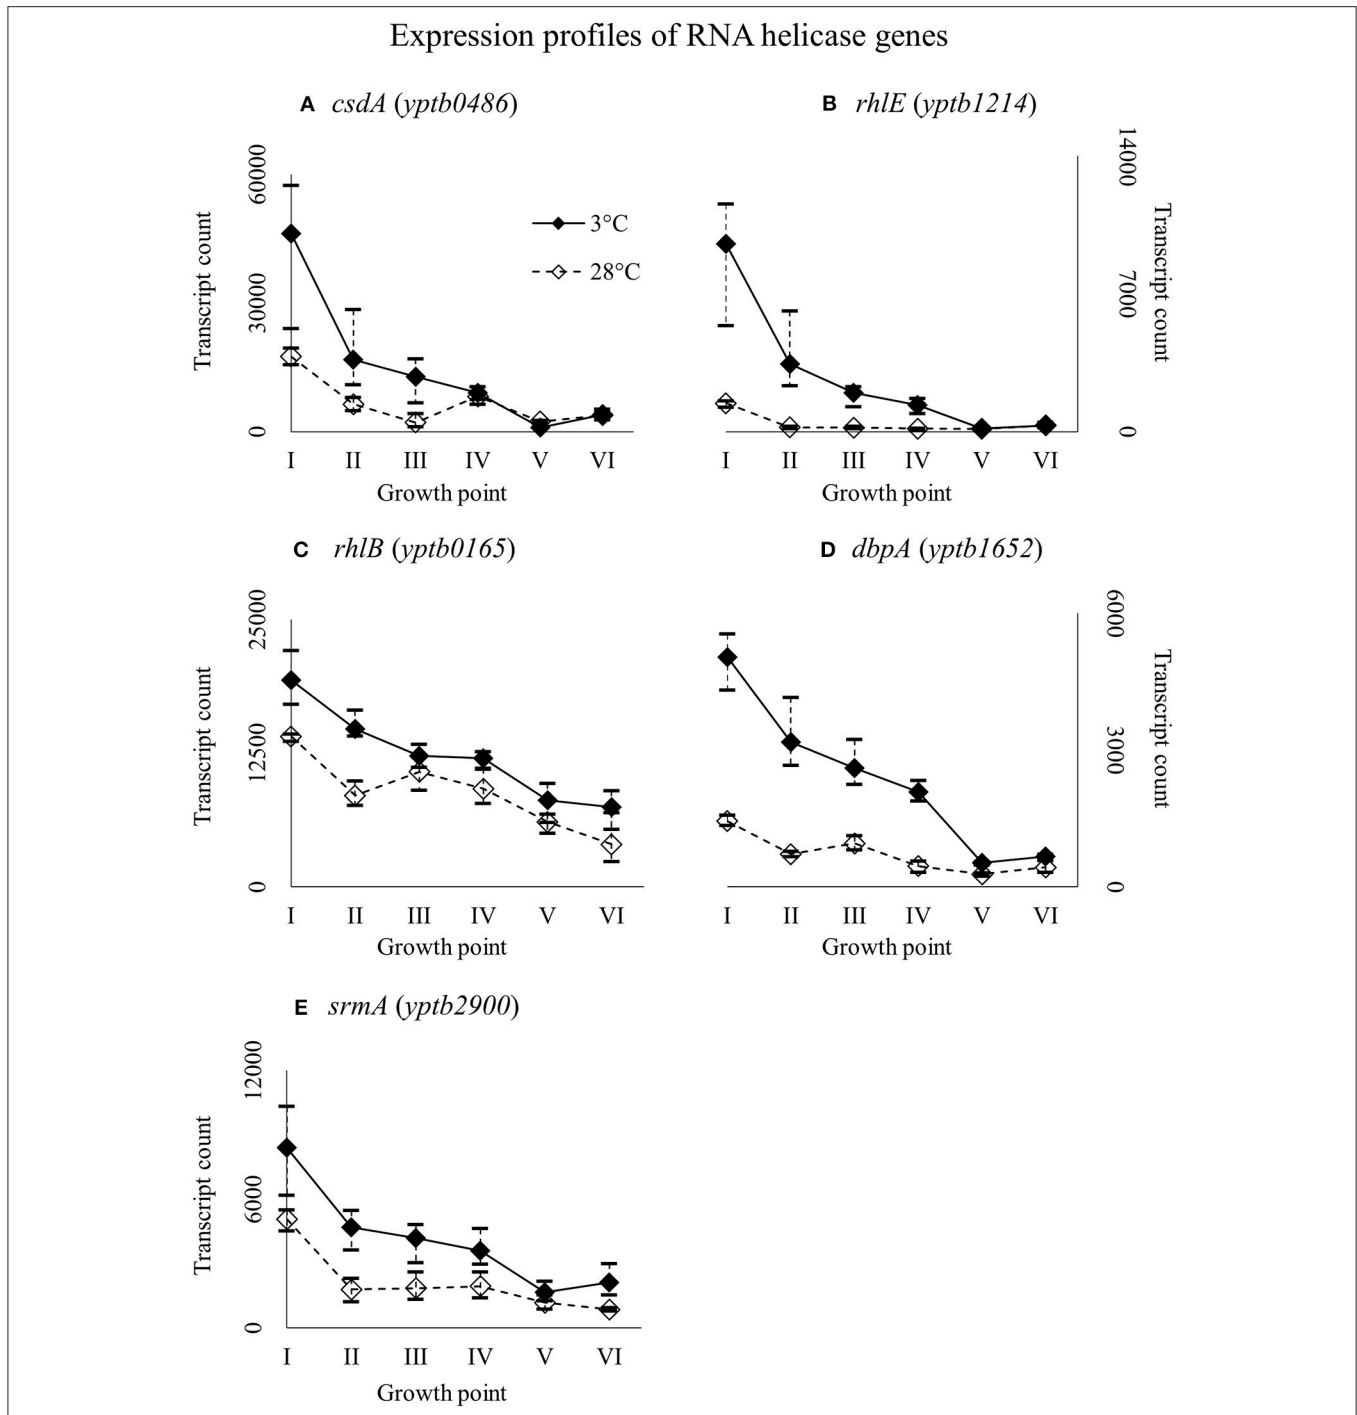 Expression profiles of RNA helicase genes
A csdA (yptb0486)
60000
30000
0
Transcript count
3°C
28°C
I II III IV V VI
Growth point
B rhlE (yptb1214)
14000
7000
0
Transcript count
I II III IV V VI
Growth point
C rhlB (yptb0165)
25000
12500
0
Transcript count
I II III IV V VI
Growth point
D dbpA (yptb1652)
6000
3000
0
Transcript count
I II III IV V VI
Growth point
E srmA (yptb2900)
12000
6000
0
Transcript count
I II III IV V VI
Growth point